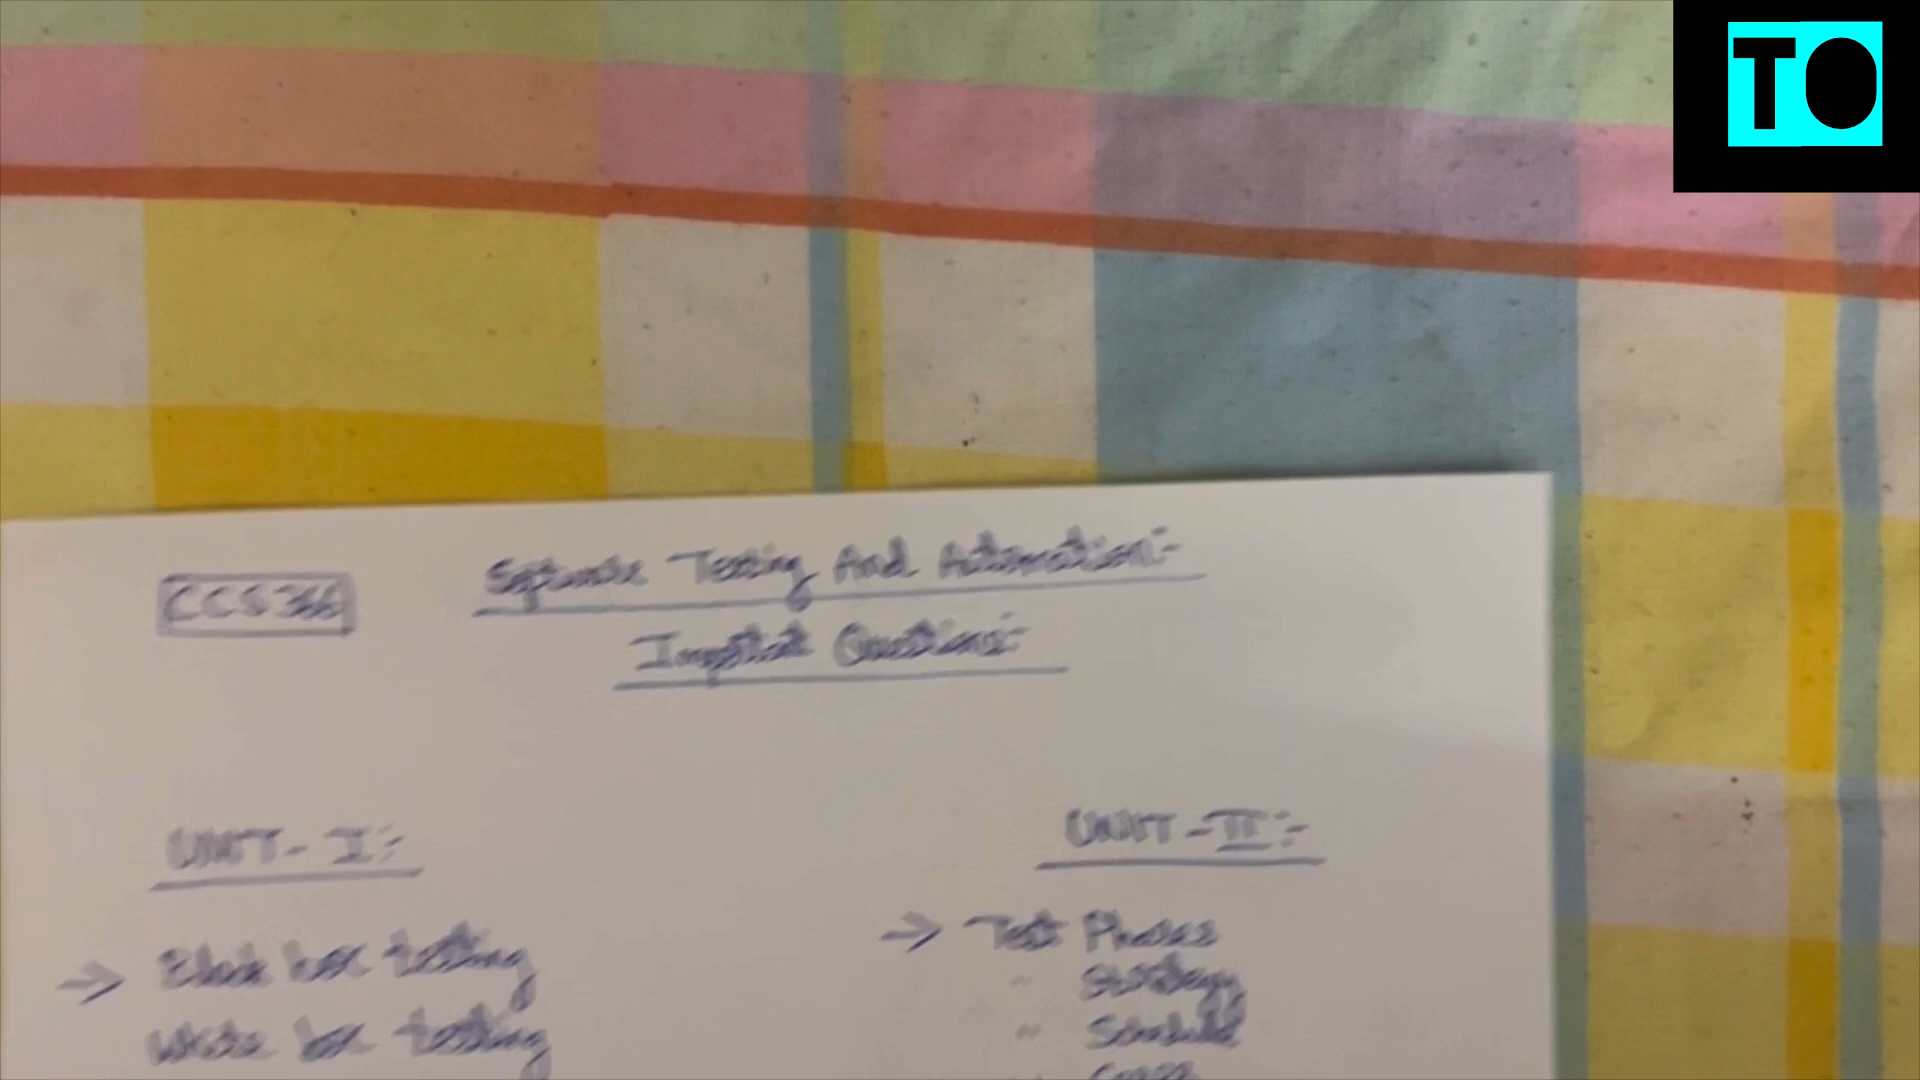 TO
CCS366
Software Testing And Automation:-
Important Questions:-
UNIT - I :-
→ Black box testing
White box testing
UNIT - II :-
→ Test Phases
" Strategy
" Schedule
" Cases